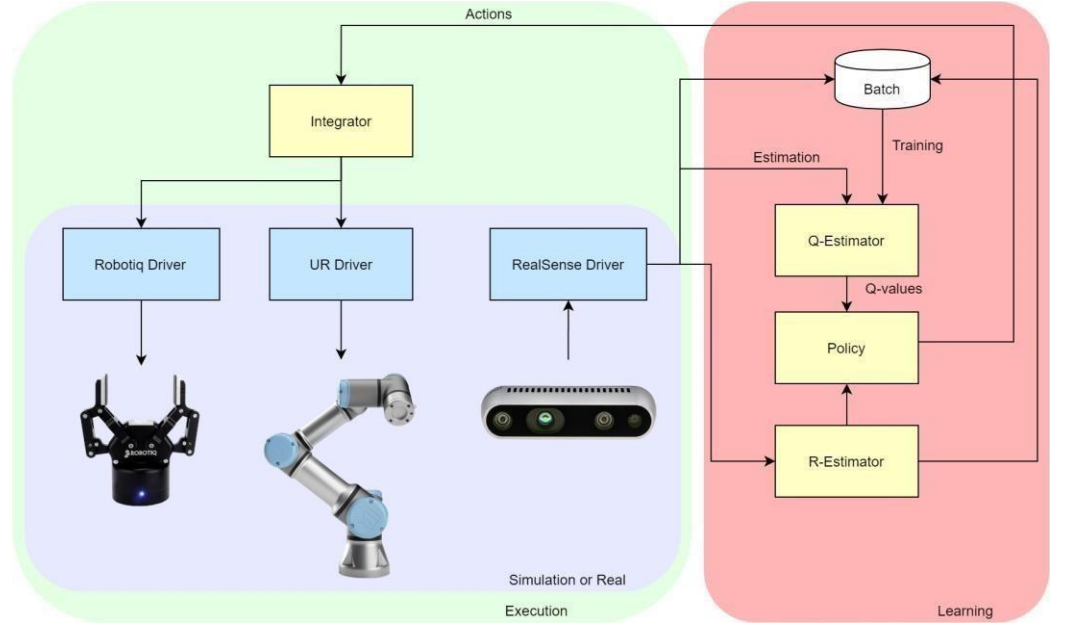 Actions
Batch
Integrator
Training
Estimation
Q-Estimator
Robotiq Driver
UR Driver
RealSense Driver
Q-values
Policy
ROBOTIQ
R-Estimator
Simulation or Real
Execution
Learning